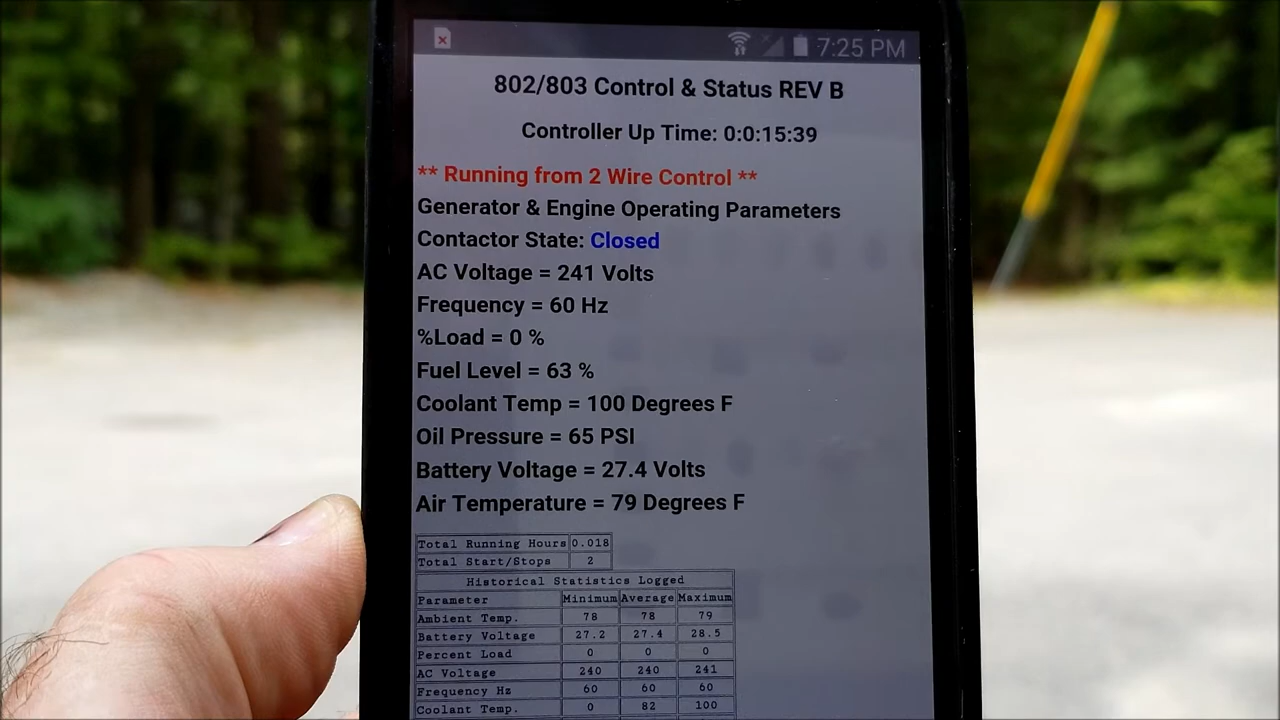 7:25 PM
802/803 Control & Status REV B
Controller Up Time: 0:0:15:39
** Running from 2 Wire Control **
Generator & Engine Operating Parameters
Contactor State: Closed
AC Voltage = 241 Volts
Frequency = 60 Hz
%Load = 0 %
Fuel Level = 63 %
Coolant Temp = 100 Degrees F
Oil Pressure = 65 PSI
Battery Voltage = 27.4 Volts
Air Temperature = 79 Degrees F
Total Running Hours 0.018
Total Start/Stops 2
Historical Statistics Logged
Parameter Minimum Average Maximum
Ambient Temp. 78 78 79
Battery Voltage 27.2 27.4 28.5
Percent Load 0 0 0
AC Voltage 240 240 241
Frequency Hz 60 60 60
Coolant Temp. 0 82 100